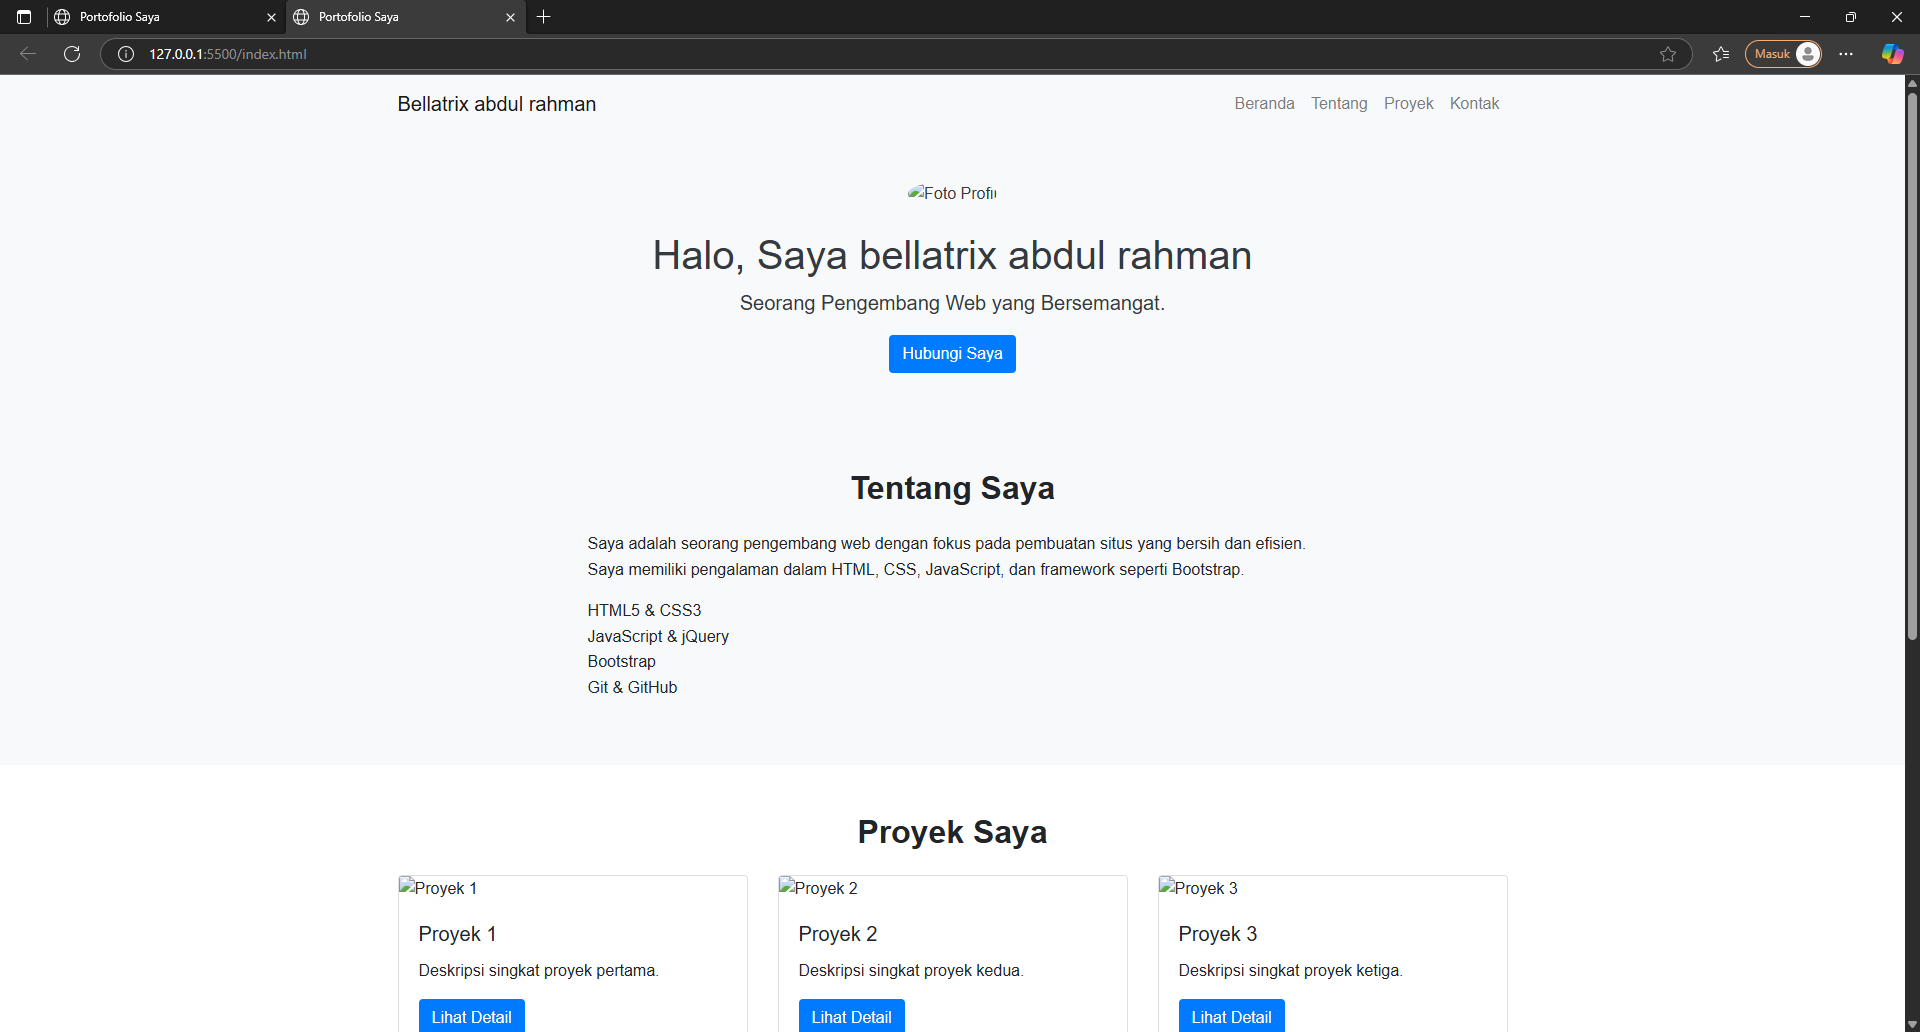 Portofolio Saya
Portofolio Saya
127.0.0.1:5500/index.html
Masuk
Bellatrix abdul rahman
Beranda Tentang Proyek Kontak
Foto Profil
Halo, Saya bellatrix abdul rahman
Seorang Pengembang Web yang Bersemangat.
Hubungi Saya
Tentang Saya
Saya adalah seorang pengembang web dengan fokus pada pembuatan situs yang bersih dan efisien.
Saya memiliki pengalaman dalam HTML, CSS, JavaScript, dan framework seperti Bootstrap.
HTML5 & CSS3
JavaScript & jQuery
Bootstrap
Git & GitHub
Proyek Saya
Proyek 1
Proyek 1
Deskripsi singkat proyek pertama.
Lihat Detail
Proyek 2
Proyek 2
Deskripsi singkat proyek kedua.
Lihat Detail
Proyek 3
Proyek 3
Deskripsi singkat proyek ketiga.
Lihat Detail